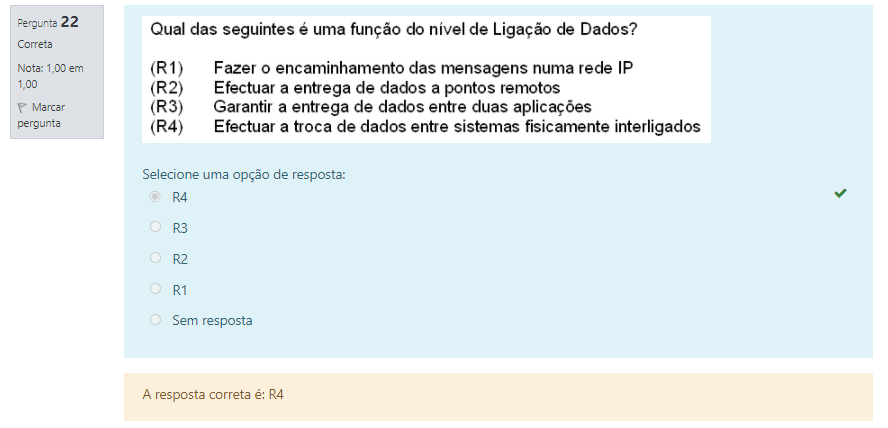 Pergunta 22
Correta
Nota: 1,00 em
1,00
Marcar
pergunta
Qual das seguintes é uma função do nível de Ligação de Dados?
(R1) Fazer o encaminhamento das mensagens numa rede IP
(R2) Efectuar a entrega de dados a pontos remotos
(R3) Garantir a entrega de dados entre duas aplicações
(R4) Efectuar a troca de dados entre sistemas fisicamente interligados
Selecione uma opção de resposta:
R4
R3
R2
R1
Sem resposta
A resposta correta é: R4